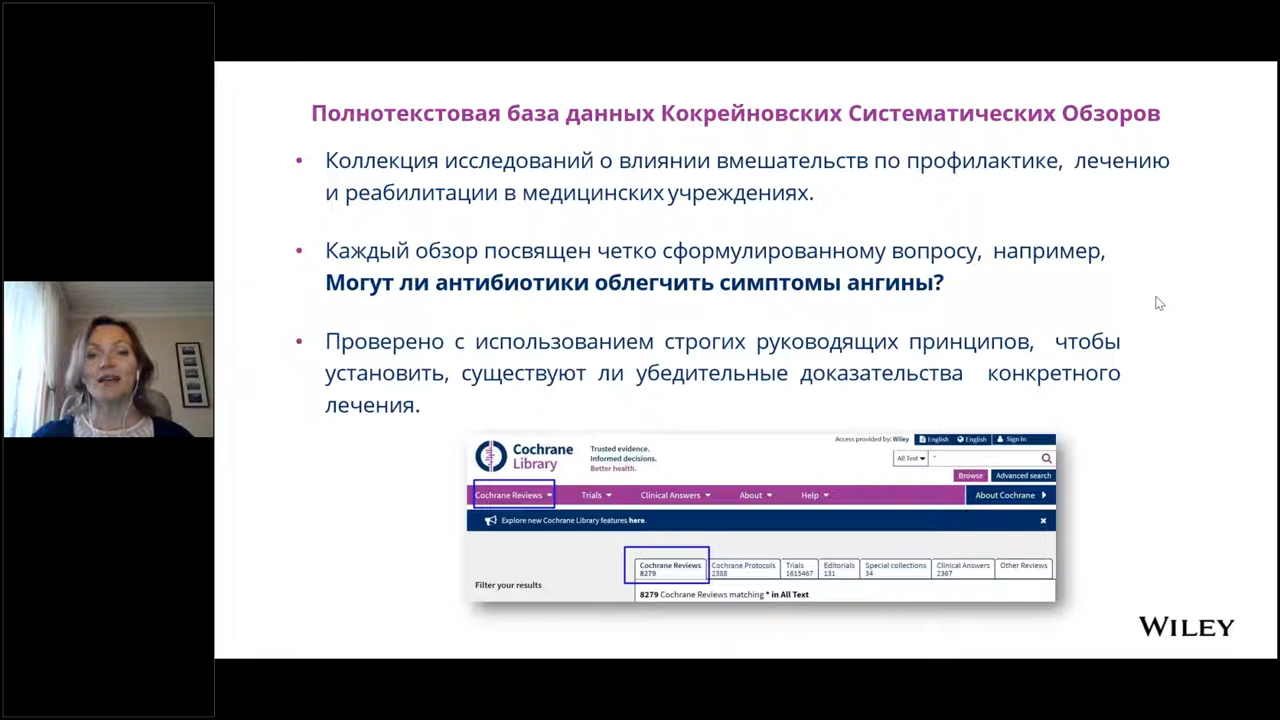 Полнотекстовая база данных Кокрейновских Систематических Обзоров
• Коллекция исследований о влиянии вмешательств по профилактике, лечению
и реабилитации в медицинских учреждениях.
• Каждый обзор посвящен четко сформулированному вопросу, например,
Могут ли антибиотики облегчить симптомы ангины?
• Проверено с использованием строгих руководящих принципов, чтобы
установить, существуют ли убедительные доказательства конкретного
лечения.
Access provided by: Wiley English English Sign In
Cochrane Library
Trusted evidence.
Informed decisions.
Better health.
All Text *
Browse Advanced search
Cochrane Reviews Trials Clinical Answers About Help About Cochrane
Explore new Cochrane Library features here.
Cochrane Reviews Cochrane Protocols Trials Editorials Special collections Clinical Answers Other Reviews
8279 2388 1615467 131 34 2367
Filter your results
8279 Cochrane Reviews matching * in All Text
WILEY